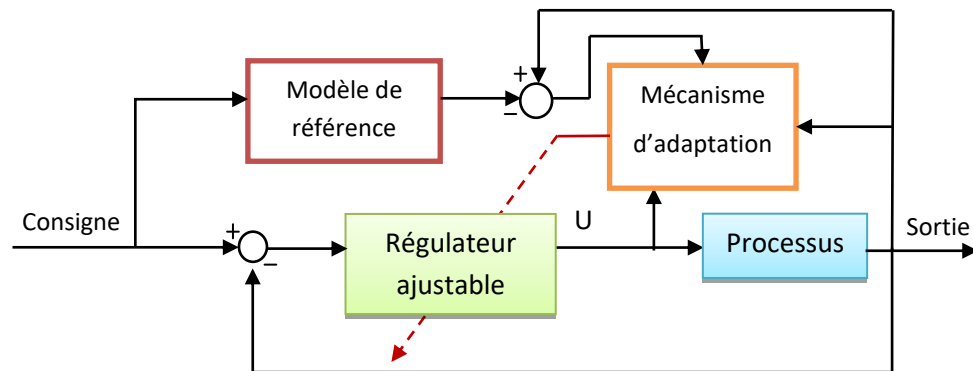 +
−
Modèle de
référence
Mécanisme
d’adaptation
Consigne
+
−
Régulateur
ajustable
U
Processus
Sortie